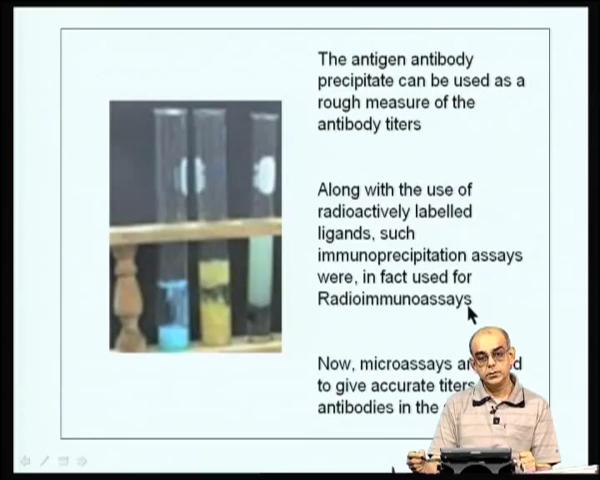 The antigen antibody
precipitate can be used as a
rough measure of the
antibody titers
Along with the use of
radioactively labelled
ligands, such
immunoprecipitation assays
were, in fact used for
Radioimmunoassays
Now, microassays
to give accurate titers
antibodies in the